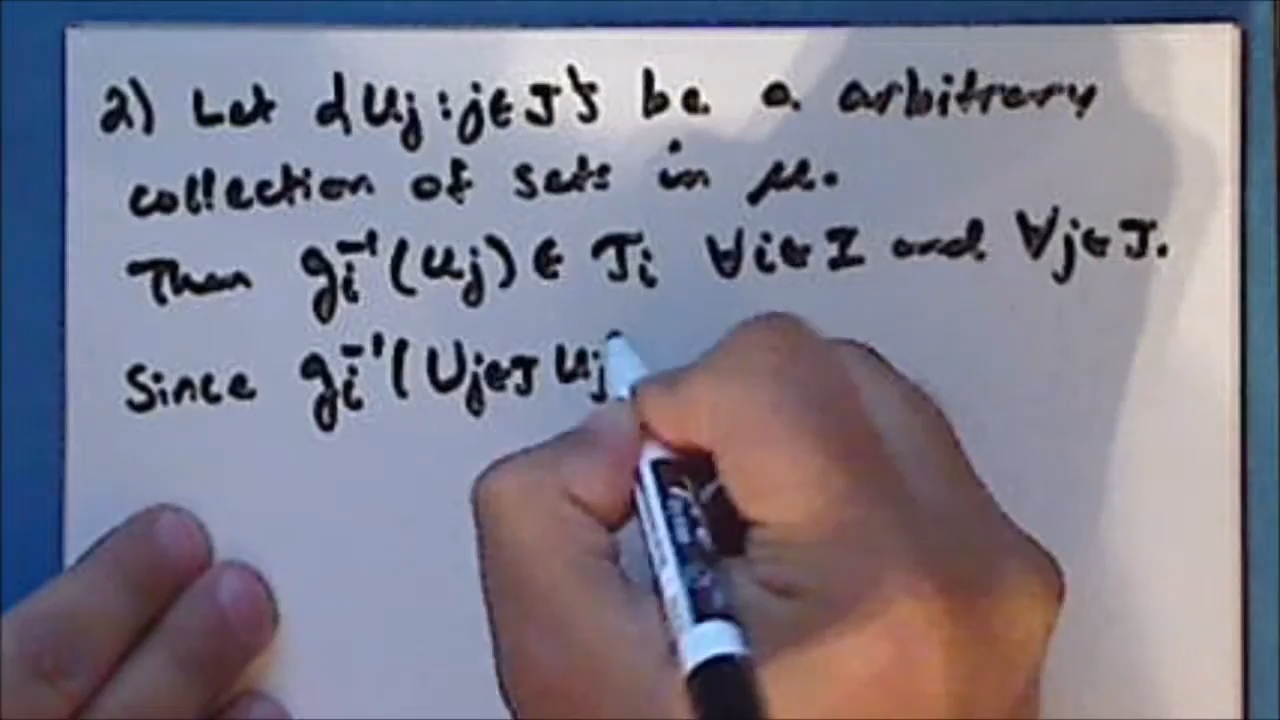 2) Let {Uj : j∈J} be a arbitrary
collection of sets in μ.
Then gi⁻¹(Uj) ∈ Ti ∀i∈I and ∀j∈J.
Since gi⁻¹(∪j∈J Uj